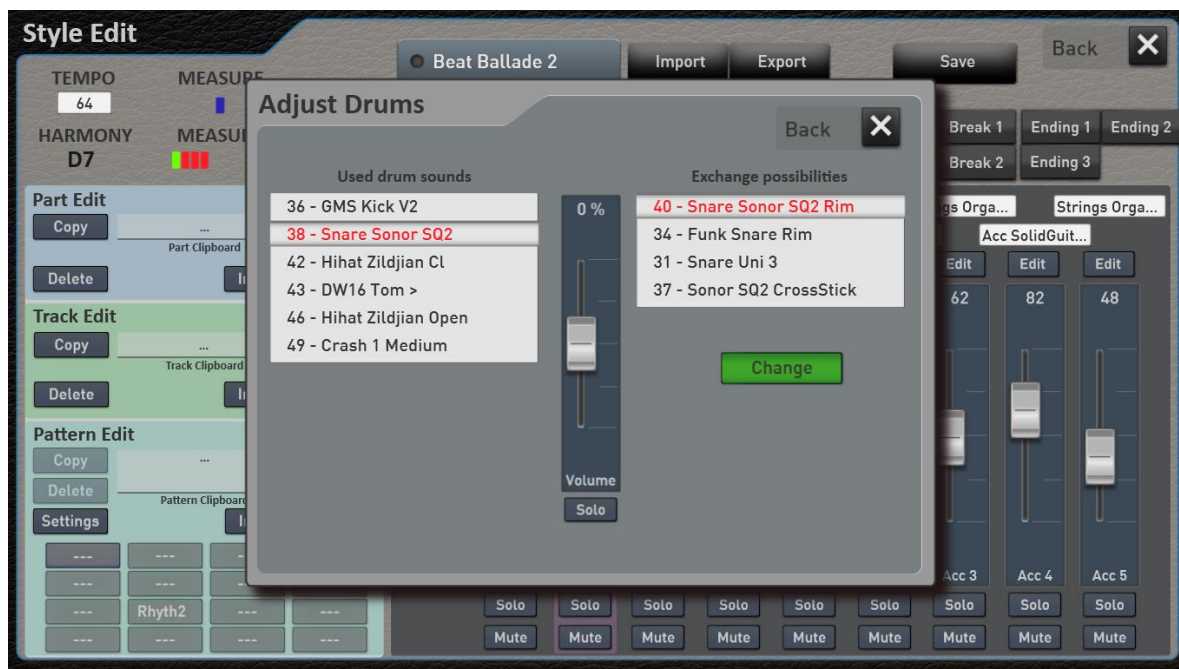 Style Edit
Beat Ballade 2
Import
Export
Save
Back
TEMPO
64
HARMONY
D7
Break 1
Ending 1
Ending 2
Break 2
Ending 3
Adjust Drums
Back
Used drum sounds
36 - GMS Kick V2
38 - Snare Sonor SQ2
42 - Hihat Zildjian Cl
43 - DW16 Tom >
46 - Hihat Zildjian Open
49 - Crash 1 Medium
0 %
Volume
Solo
Exchange possibilities
40 - Snare Sonor SQ2 Rim
34 - Funk Snare Rim
31 - Snare Uni 3
37 - Sonor SQ2 CrossStick
Change
Part Edit
Copy
...
Part Clipboard
Delete
Track Edit
Copy
...
Track Clipboard
Delete
Pattern Edit
Copy
...
Delete
Settings
--- --- 
---  ---
--- Rhyth2 --- ---
--- --- --- ---
Strings Orga...
Acc SolidGuit...
Edit Edit Edit
62 82 48
Acc 3 Acc 4 Acc 5
Solo Solo Solo Solo Solo Solo Solo Solo Solo
Mute Mute Mute Mute Mute Mute Mute Mute Mute